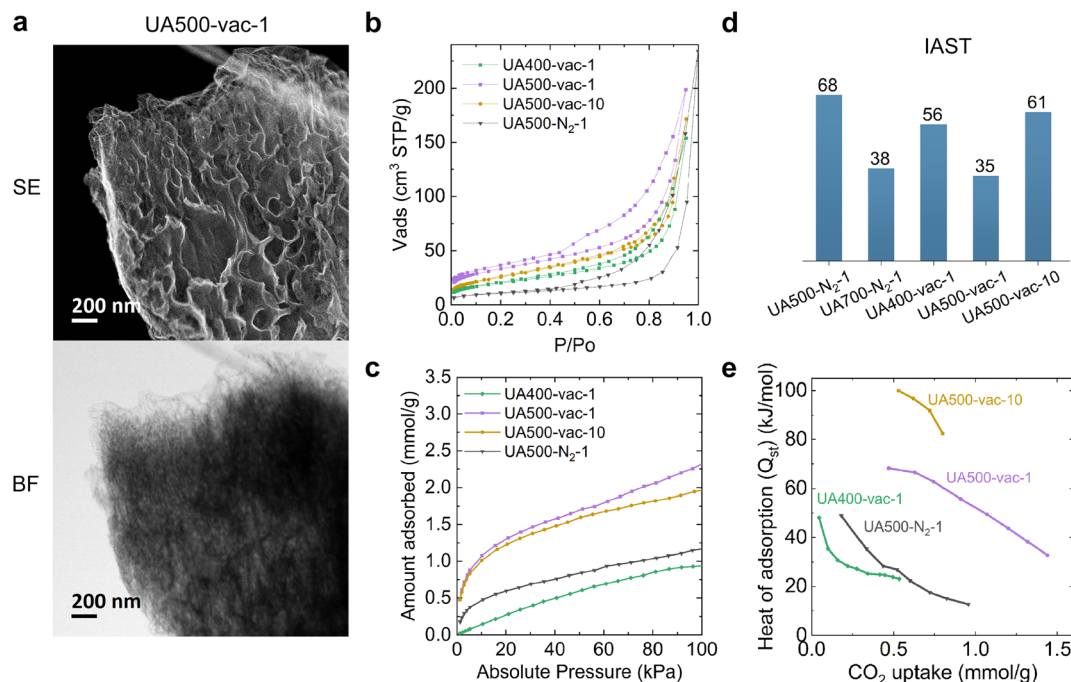 a
UA500-vac-1
SE
200 nm
BF
200 nm
b
UA400-vac-1
UA500-vac-1
UA500-vac-10
UA500-N₂-1
Vads (cm³ STP/g)
200
150
100
50
0
0.0 0.2 0.4 0.6 0.8 1.0
P/Po
c
UA400-vac-1
UA500-vac-1
UA500-vac-10
UA500-N₂-1
Amount adsorbed (mmol/g)
3.5
3.0
2.5
2.0
1.5
1.0
0.5
0.0
0 20 40 60 80 100
Absolute Pressure (kPa)
d
IAST
68
38
56
35
61
UA500-N₂-1
UA700-N₂-1
UA400-vac-1
UA500-vac-1
UA500-vac-10
e
UA500-vac-10
UA500-vac-1
UA400-vac-1
UA500-N₂-1
Heat of adsorption (Qst) (kJ/mol)
100
80
60
40
20
0
0.0 0.5 1.0 1.5
CO₂ uptake (mmol/g)